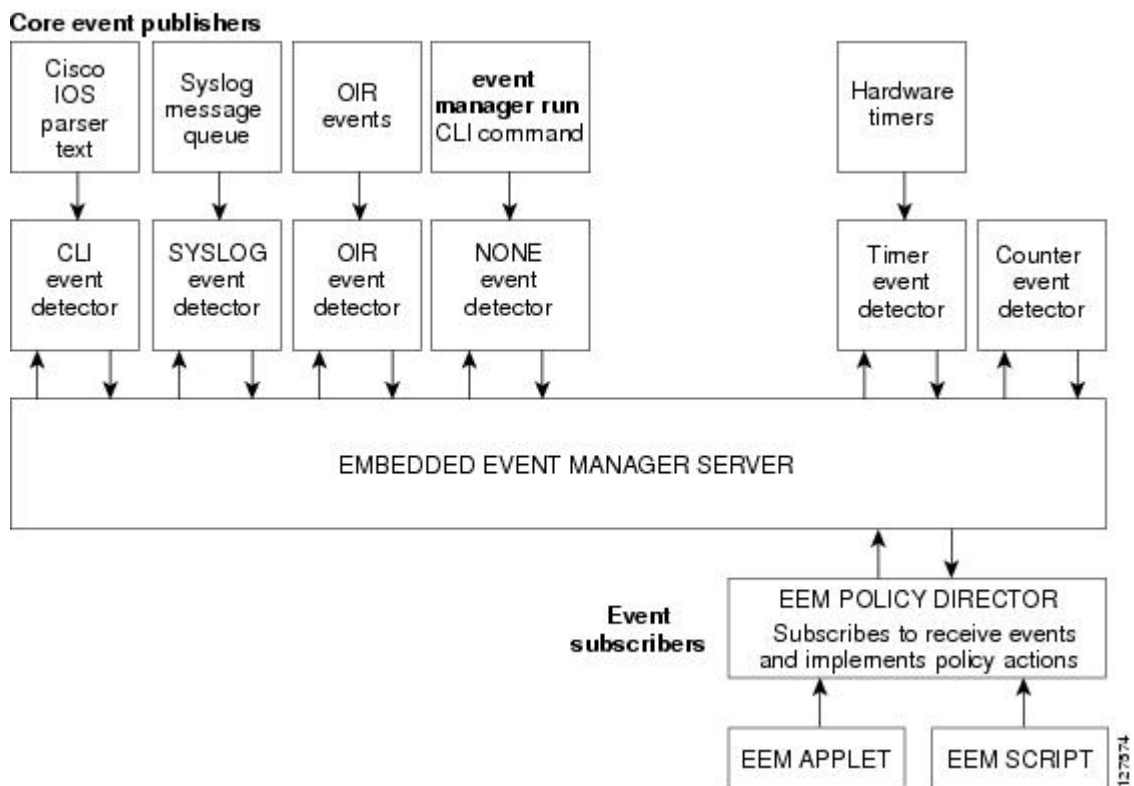 Core event publishers
Cisco
IOS
parser
text
Syslog
message
queue
OIR
events
event
manager run
CLI command
Hardware
timers
CLI
event
detector
SYSLOG
event
detector
OIR
event
detector
NONE
event
detector
Timer
event
detector
Counter
event
detector
EMBEDDED EVENT MANAGER SERVER
Event
subscribers
EEM POLICY DIRECTOR
Subscribes to receive events
and implements policy actions
EEM APPLET
EEM SCRIPT
127574